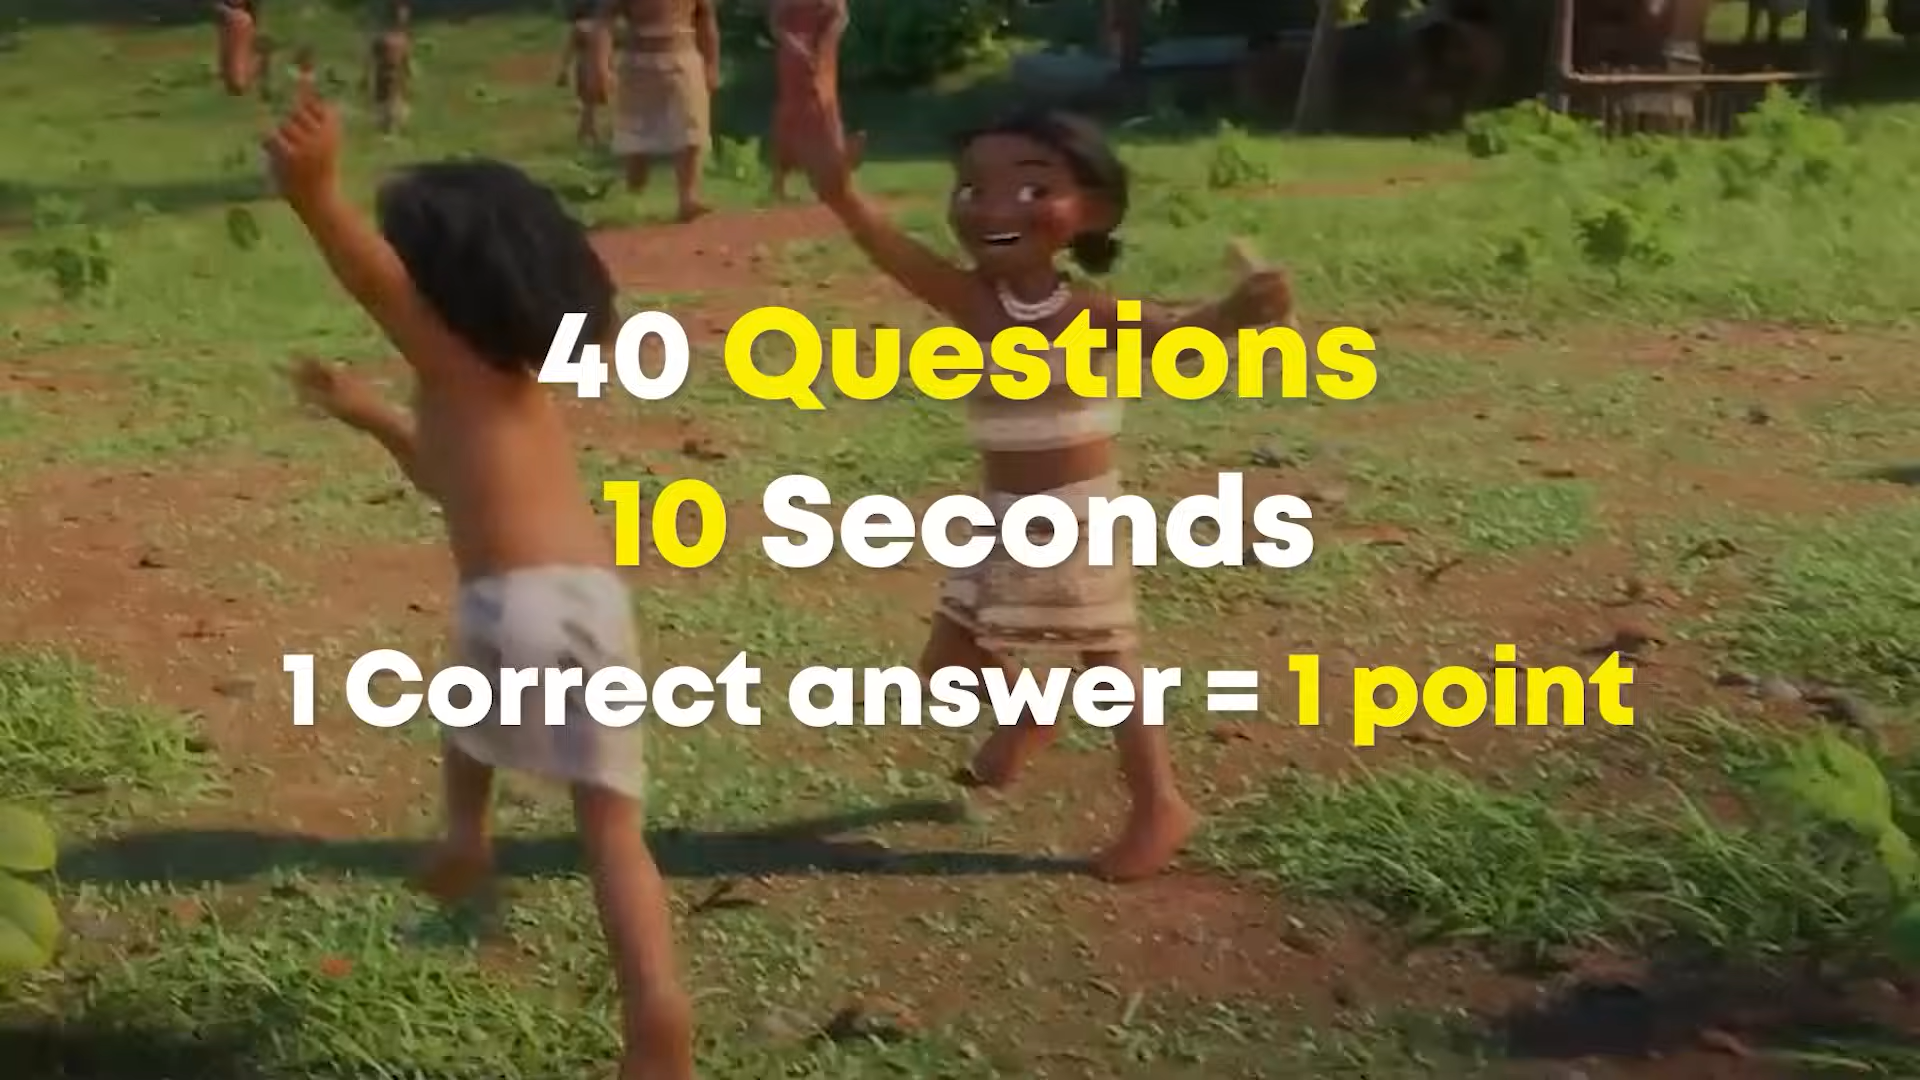 40 Questions
10 Seconds
1 Correct answer = 1 point